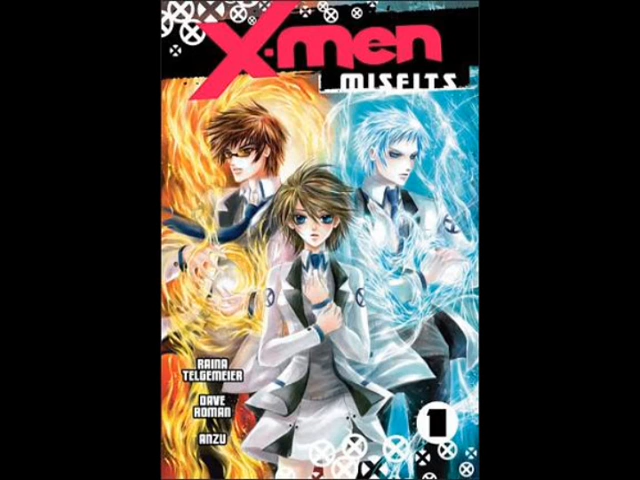 X-men
MISFITS
RAINA
TELGEMEIER
DAVE
ROMAN
ANZU
1